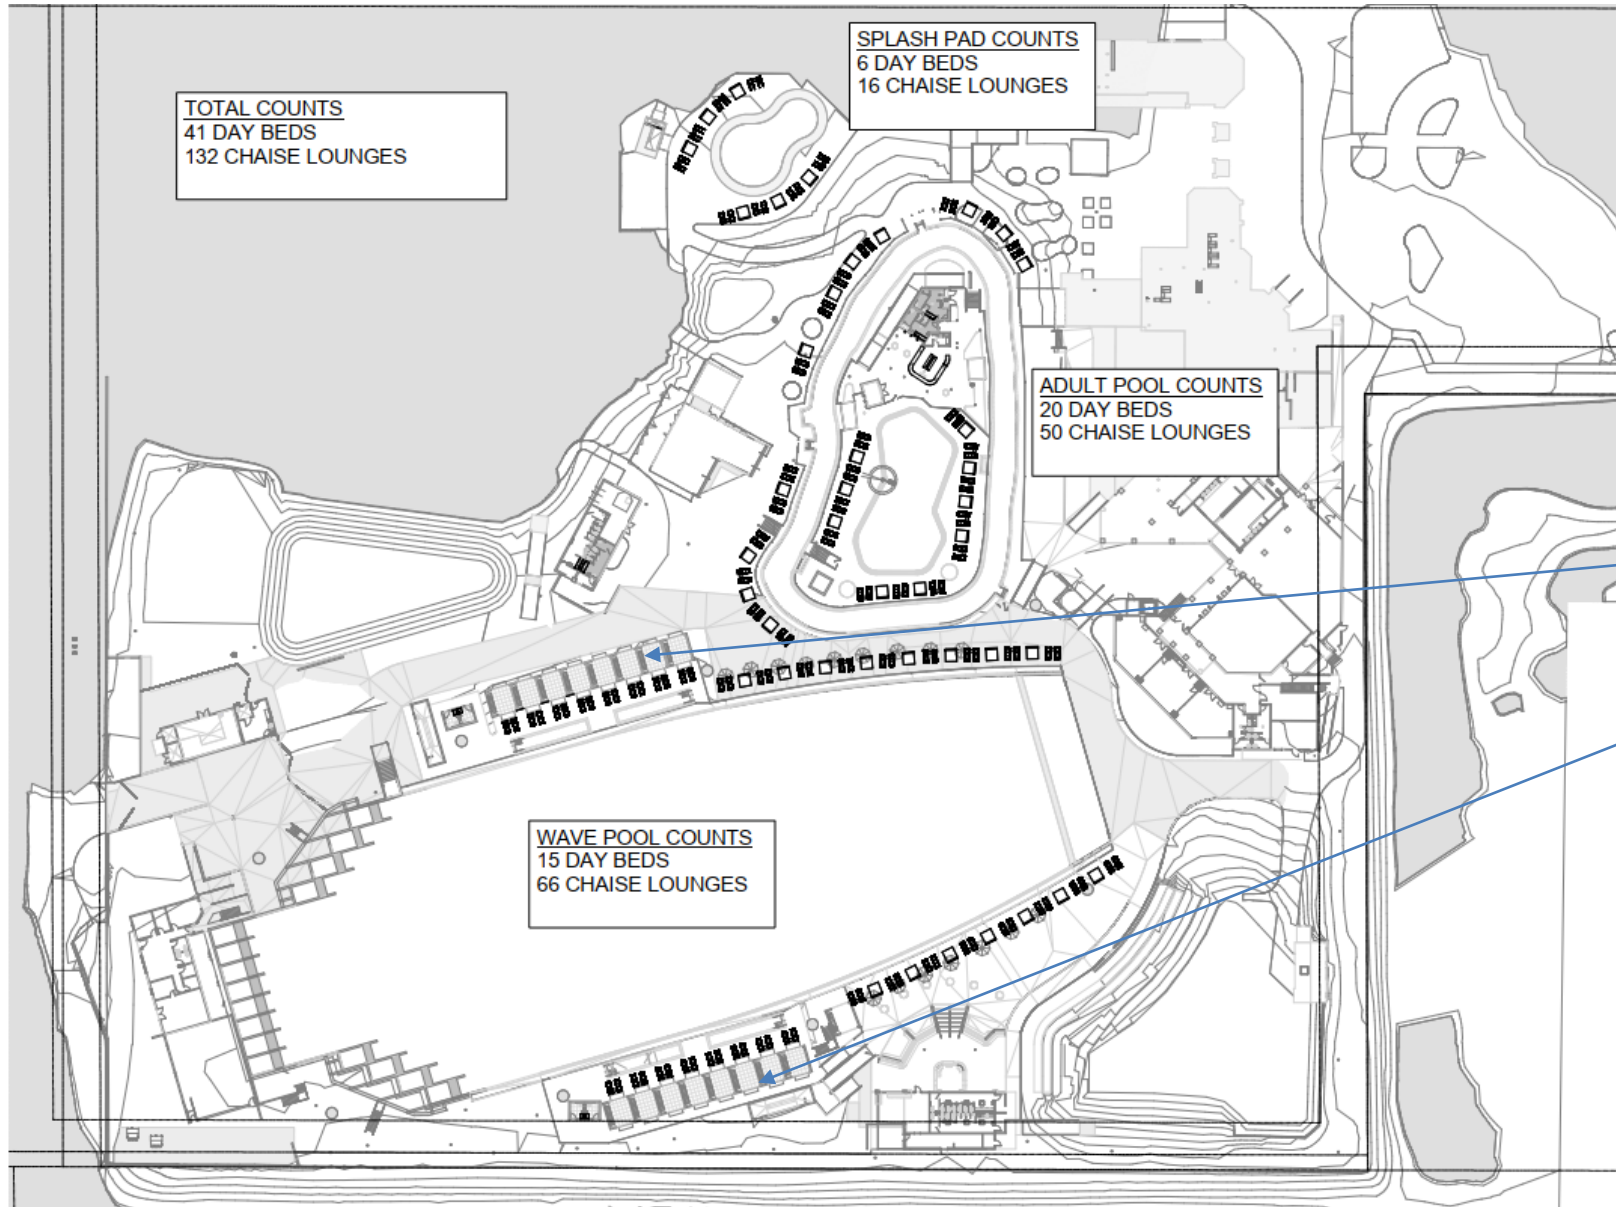 SPLASH PAD COUNTS
6 DAY BEDS
16 CHAISE LOUNGES
TOTAL COUNTS
41 DAY BEDS
132 CHAISE LOUNGES
ADULT POOL COUNTS
20 DAY BEDS
50 CHAISE LOUNGES
WAVE POOL COUNTS
15 DAY BEDS
66 CHAISE LOUNGES